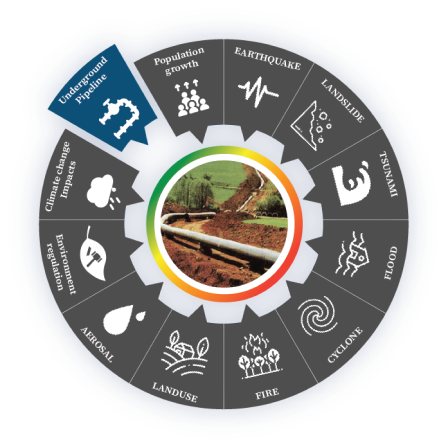 Underground
Pipeline
Population
growth
EARTHQUAKE
LANDSLIDE
TSUNAMI
FLOOD
CYCLONE
FIRE
LANDUSE
AEROSAL
Environment
regulation
Climate change
Impacts